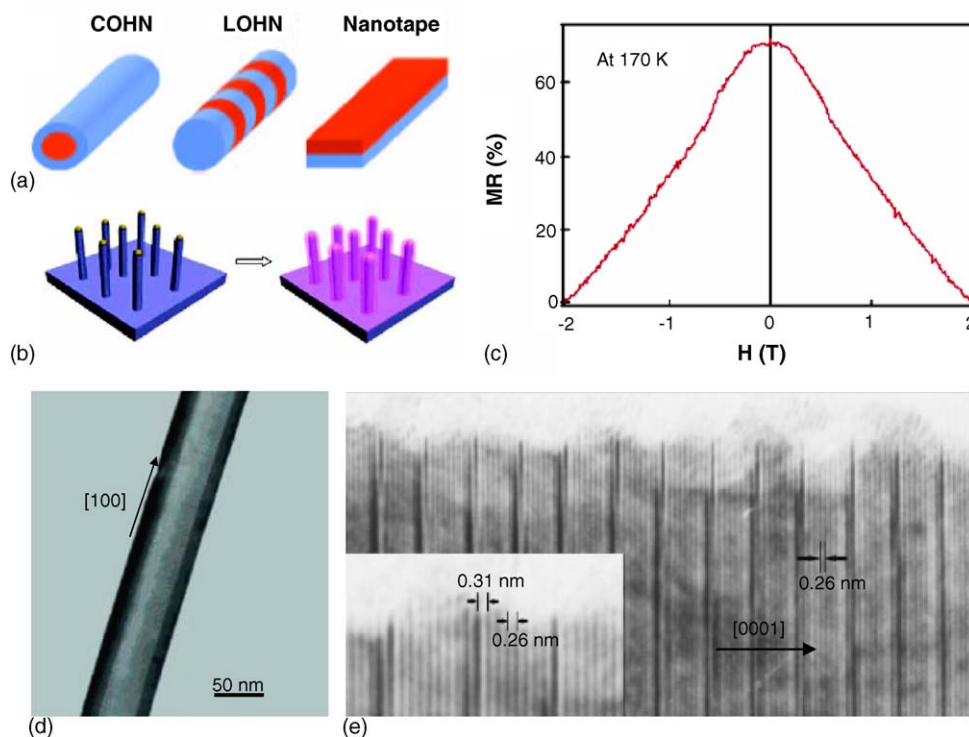 COHN LOHN Nanotape
(a)
(b)
At 170 K
MR (%)
60
40
20
0
-2 -1 0 1 2
H (T)
(c)
[100]
50 nm
(d)
0.31 nm
0.26 nm
0.26 nm
[0001]
(e)